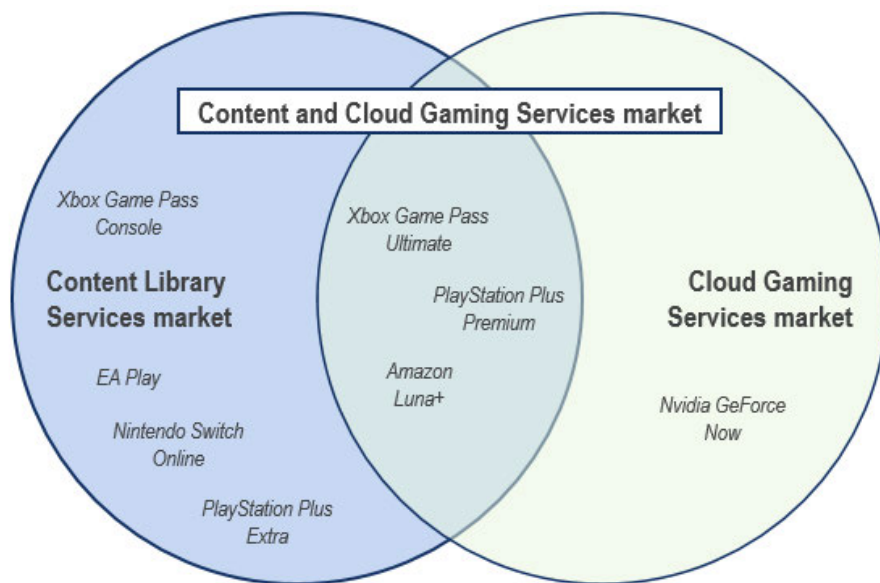 Content and Cloud Gaming Services market
Xbox Game Pass
Console
Content Library
Services market
EA Play
Nintendo Switch
Online
PlayStation Plus
Extra
Xbox Game Pass
Ultimate
PlayStation Plus
Premium
Amazon
Luna+
Cloud Gaming
Services market
Nvidia GeForce
Now